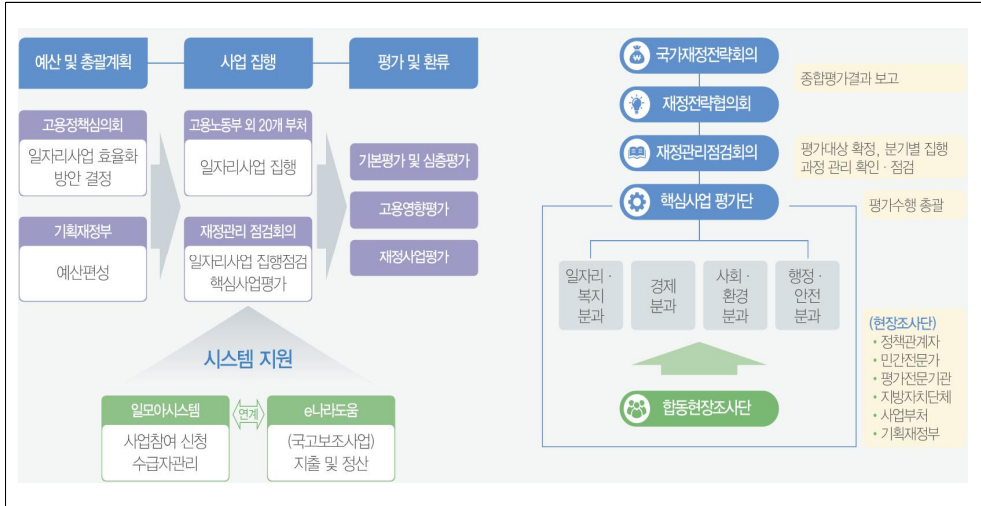 예산 및 총괄계획
사업 집행
평가 및 환류
고용정책심의회
일자리사업 효율화
방안 결정
기획재정부
예산편성
고용노동부 외 20개 부처
일자리사업 집행
재정관리 점검회의
일자리사업 집행점검
핵심사업평가
기본평가 및 심층평가
고용영향평가
재정사업평가
시스템 지원
일모아시스템
사업참여 신청
수급자관리
연계
e나라도움
(국고보조사업)
지출 및 정산
국가재정전략회의
재정전략협의회
재정관리점검회의
핵심사업 평가단
종합평가결과 보고
평가대상 확정, 분기별 집행
과정 관리 확인 · 점검
평가수행 총괄
일자리 ·
복지
분과
경제
분과
사회 ·
환경
분과
행정 ·
안전
분과
합동현장조사단
(현장조사단)
• 정책관계자
• 민간전문가
• 평가전문기관
• 지방자치단체
• 사업부처
• 기획재정부